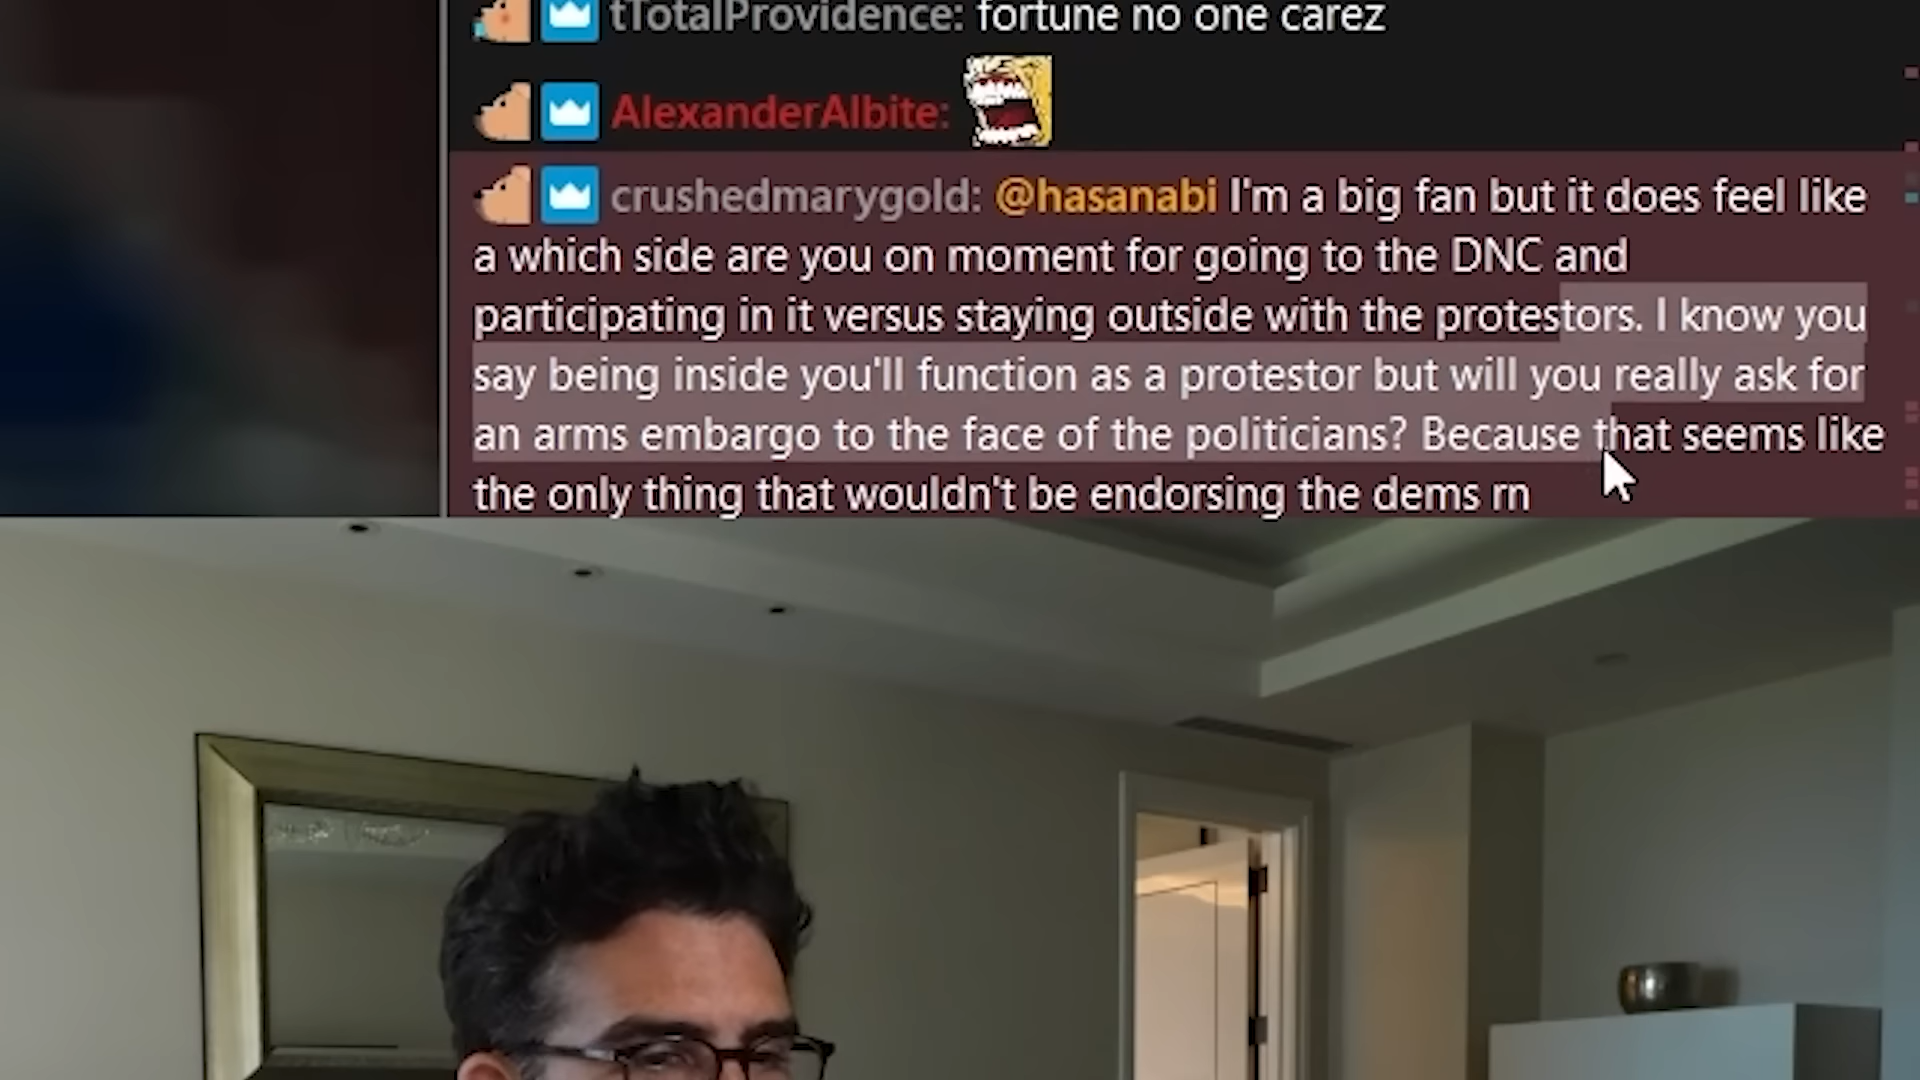 tTotalProvidence: fortune no one carez
AlexanderAlbite:
crushedmarygold: @hasanabi I'm a big fan but it does feel like
a which side are you on moment for going to the DNC and
participating in it versus staying outside with the protestors. I know you
say being inside you'll function as a protestor but will you really ask for
an arms embargo to the face of the politicians? Because that seems like
the only thing that wouldn't be endorsing the dems rn